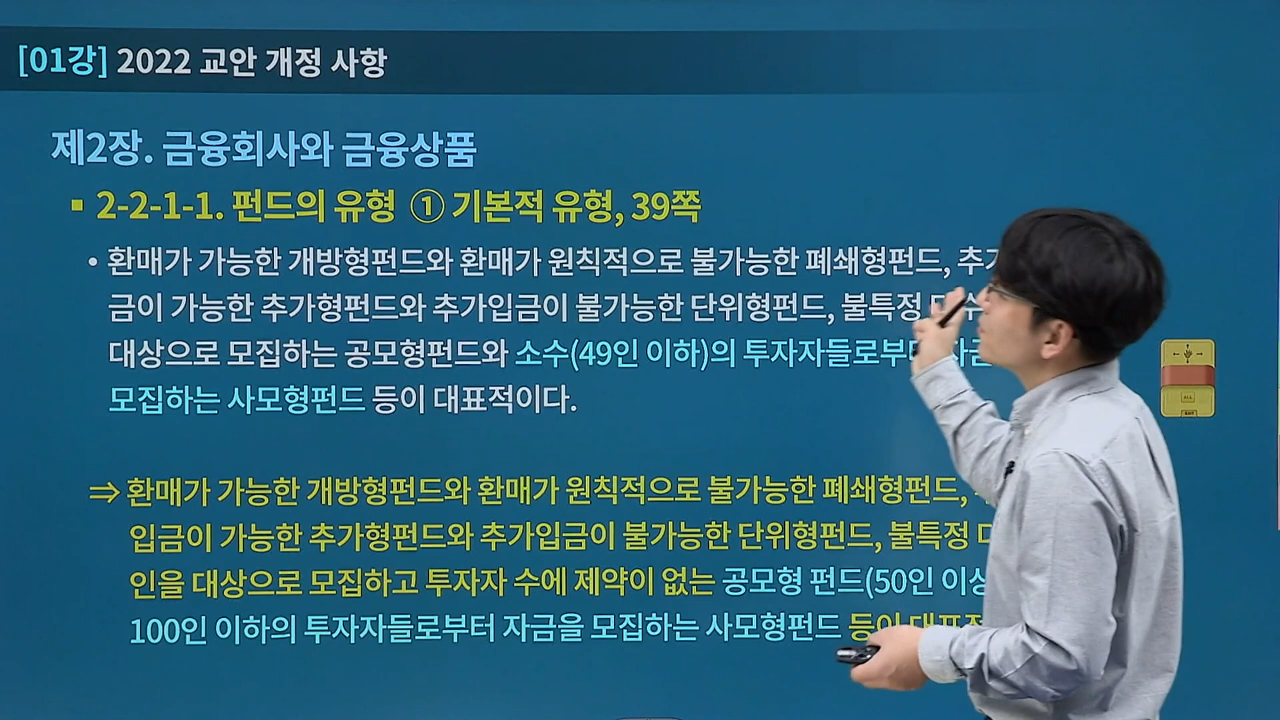 [01강] 2022 교안 개정 사항
제2장. 금융회사와 금융상품
▪ 2-2-1-1. 펀드의 유형 ① 기본적 유형, 39쪽
• 환매가 가능한 개방형펀드와 환매가 원칙적으로 불가능한 폐쇄형펀드,
금이 가능한 추가형펀드와 추가입금이 불가능한 단위형펀드, 불특정
대상으로 모집하는 공모형펀드와 소수(49인 이하)의 투자자들로부터
모집하는 사모형펀드 등이 대표적이다.
⇒ 환매가 가능한 개방형펀드와 환매가 원칙적으로 불가능한 폐쇄형펀드,
입금이 가능한 추가형펀드와 추가입금이 불가능한 단위형펀드, 불특정
인을 대상으로 모집하고 투자자 수에 제약이 없는 공모형 펀드(50인
100인 이하의 투자자들로부터 자금을 모집하는 사모형펀드 등이
ALL
EXIT